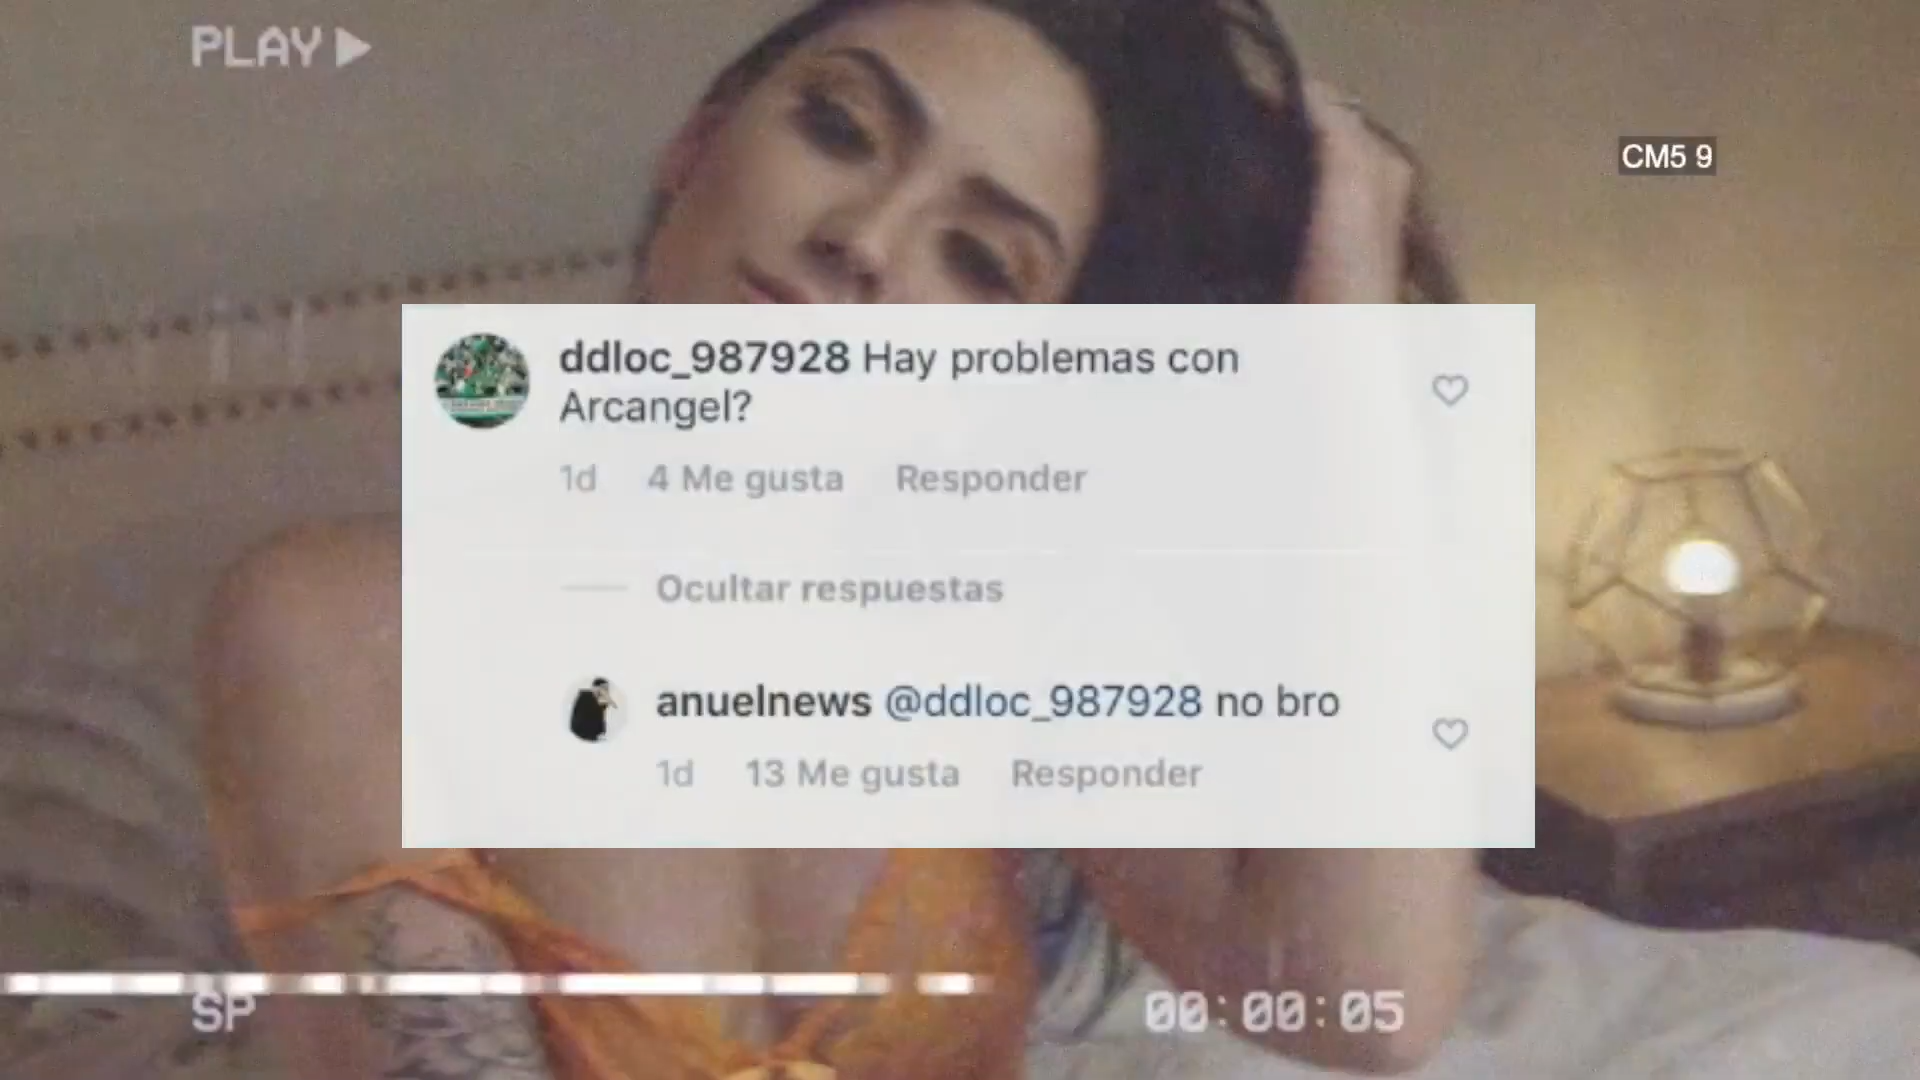 PLAY
CM5 9
ddloc_987928 Hay problemas con
Arcangel?
1d 4 Me gusta Responder
Ocultar respuestas
anuelnews @ddloc_987928 no bro
1d 13 Me gusta Responder
SP
00:00:05